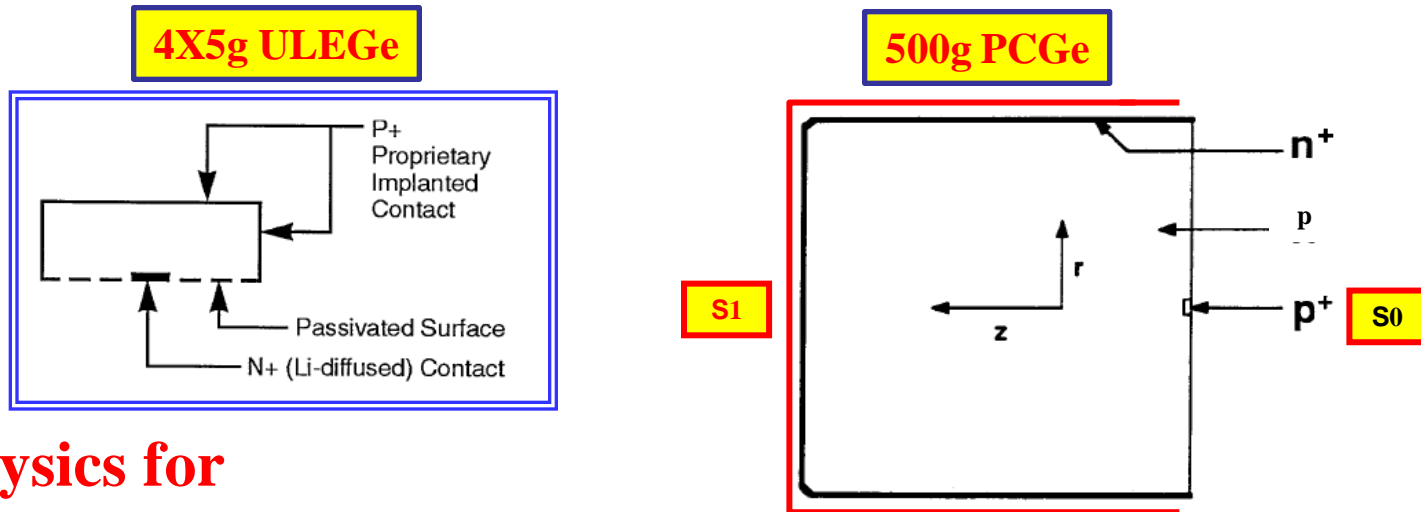 4X5g ULEGe
P+
Proprietary
Implanted
Contact
Passivated Surface
N+ (Li-diffused) Contact
ysics for
500g PCGe
n+
p
r
z
p+
S1
S0